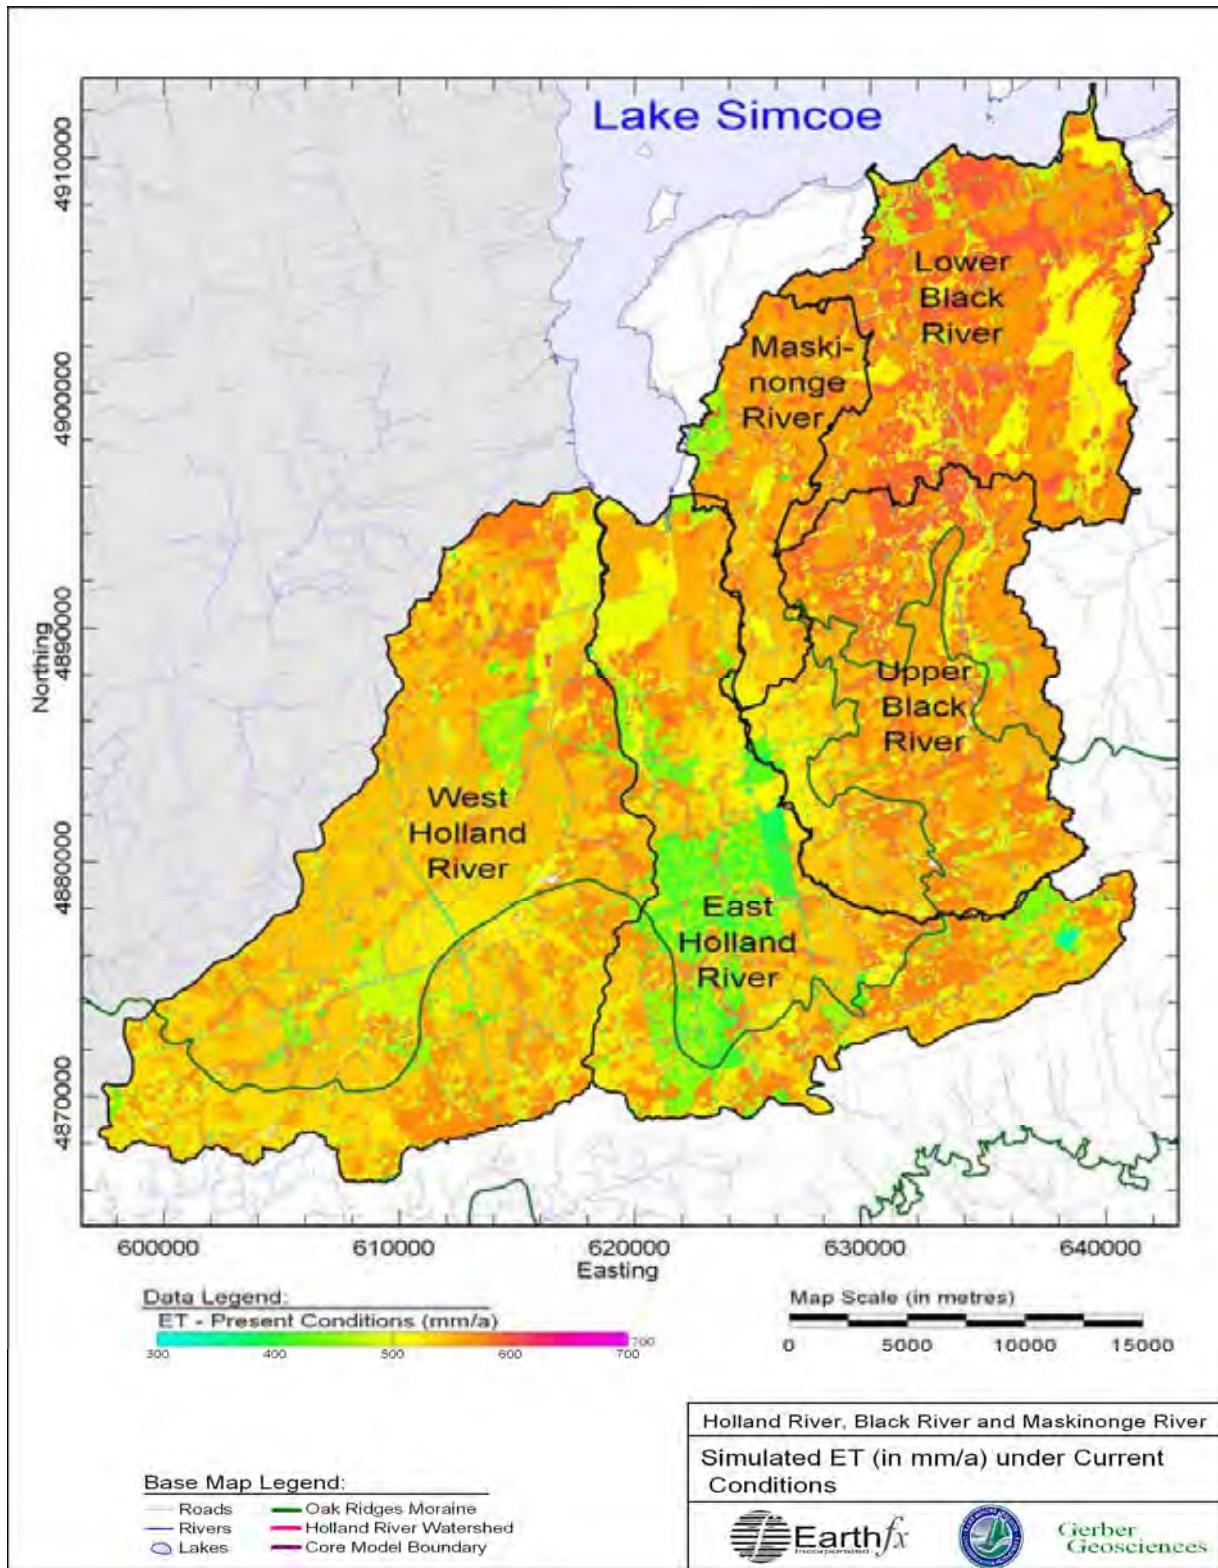 Lake Simcoe
Lower
Black
River
Maski-
nonge
River
Upper
Black
River
West
Holland
River
East
Holland
River
Northing
4910000
4900000
4890000
4880000
4870000
600000
610000
620000
630000
640000
Easting
Data Legend:
ET - Present Conditions (mm/a)
700
300
400
500
600
700
Map Scale (in metres)
0
5000
10000
15000
Holland River, Black River and Maskinonge River
Simulated ET (in mm/a) under Current
Conditions
Base Map Legend:
Roads
Rivers
Lakes
Oak Ridges Moraine
Holland River Watershed
Core Model Boundary
Earthfx
Incorporated
Gerber
Geosciences